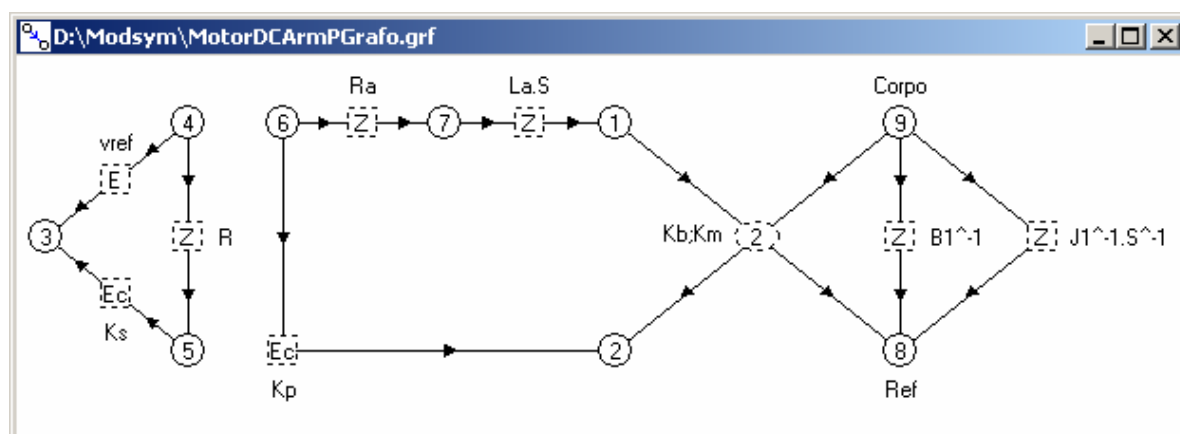 D:\Modsym\MotorDCArmPGrafo.grf
Ra La.S Corpo
4 6 Z 7 Z 1 9
vref
E
3 Z R Kb;Km 2 Z B1^-1 Z J1^-1.S^-1
Ec
Ks
5 Ec 2 8
Kp Ref